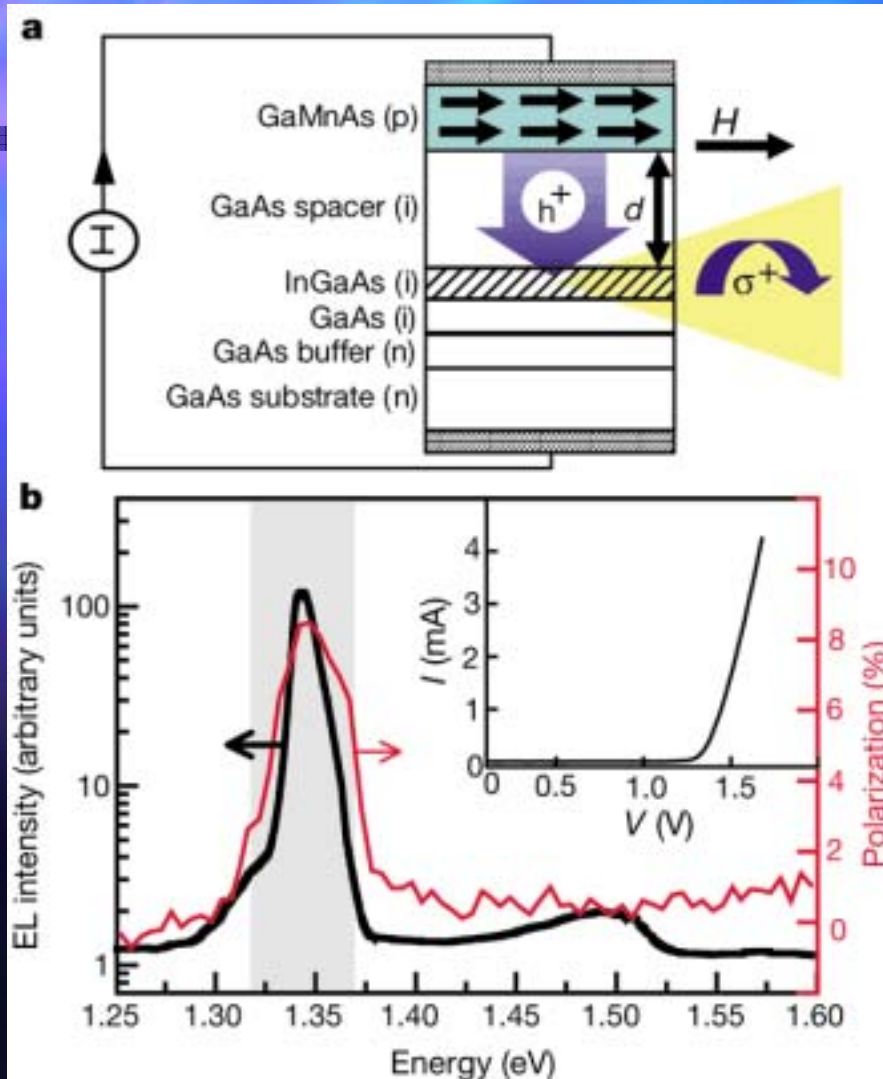 a
GaMnAs (p)
H
GaAs spacer (i)
h+
d
I
InGaAs (i)
σ+
GaAs (i)
GaAs buffer (n)
GaAs substrate (n)
b
EL intensity (arbitrary units)
100
10
1
I (mA)
4
3
2
1
0
0 0.5 1.0 1.5
V (V)
Polarization (%)
10
8
6
4
2
0
1.25 1.30 1.35 1.40 1.45 1.50 1.55 1.60
Energy (eV)